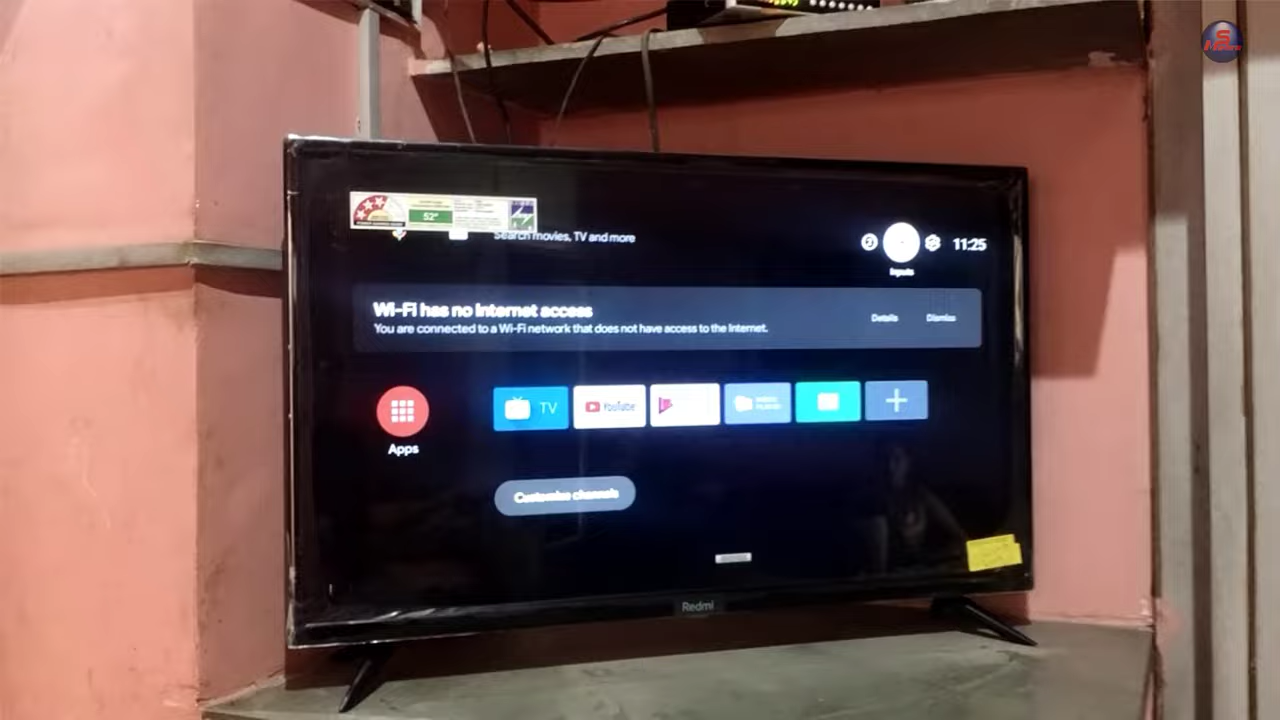 52"
Search movies, TV and more
11:25
Inputs
Wi-Fi has no Internet access
You are connected to a Wi-Fi network that does not have access to the Internet.
Details
Dismiss
TV
YouTube
Apps
Customise channels
Redmi